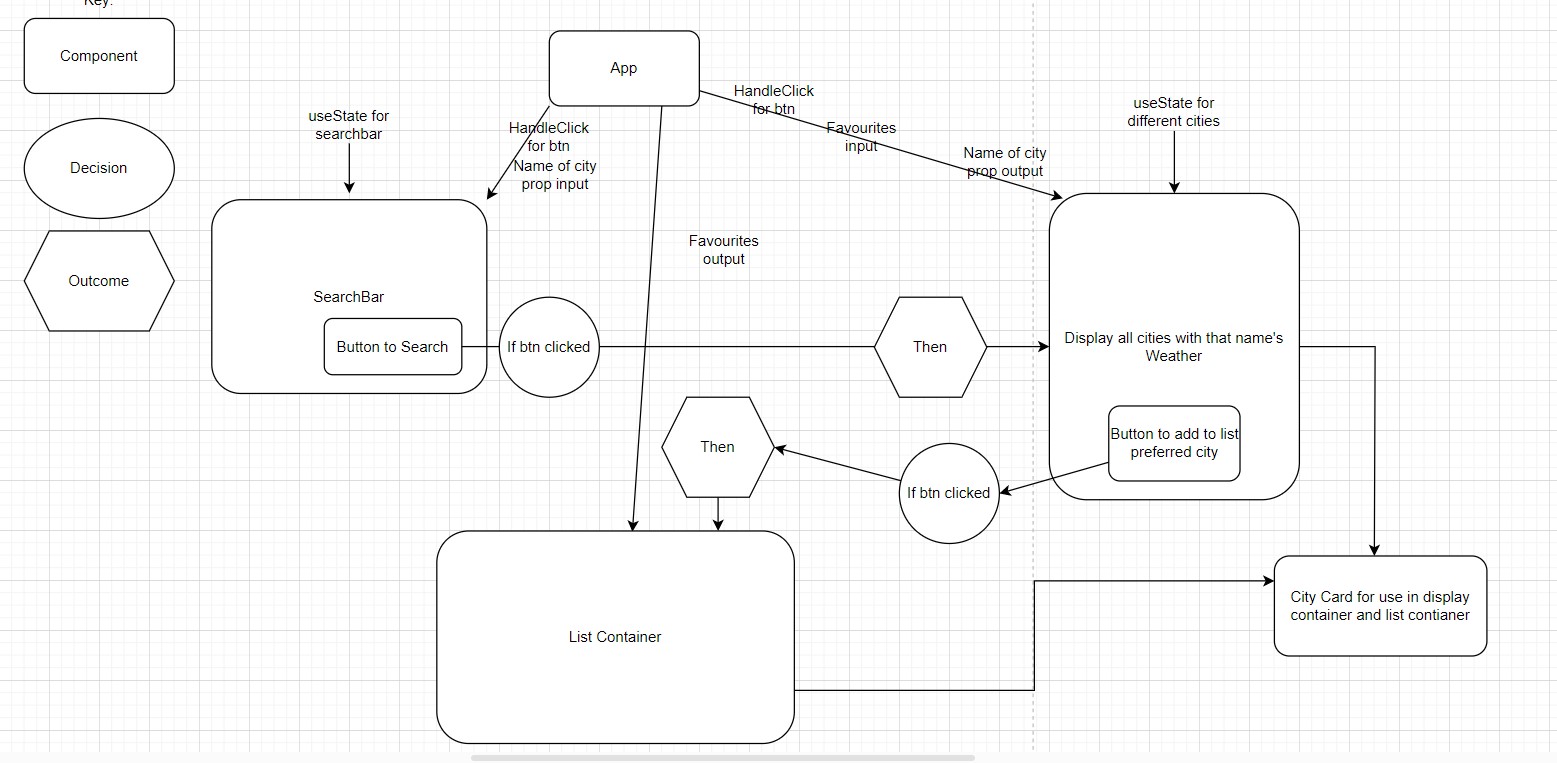 Key:
Component
Decision
Outcome
App
useState for
searchbar
HandleClick
for btn
Name of city
prop input
HandleClick
for btn
Favourites
input
Name of city
prop output
useState for
different cities
Favourites
output
SearchBar
Button to Search
If btn clicked
Then
Display all cities with that name's
Weather
Button to add to list
preferred city
If btn clicked
Then
List Container
City Card for use in display
container and list contianer